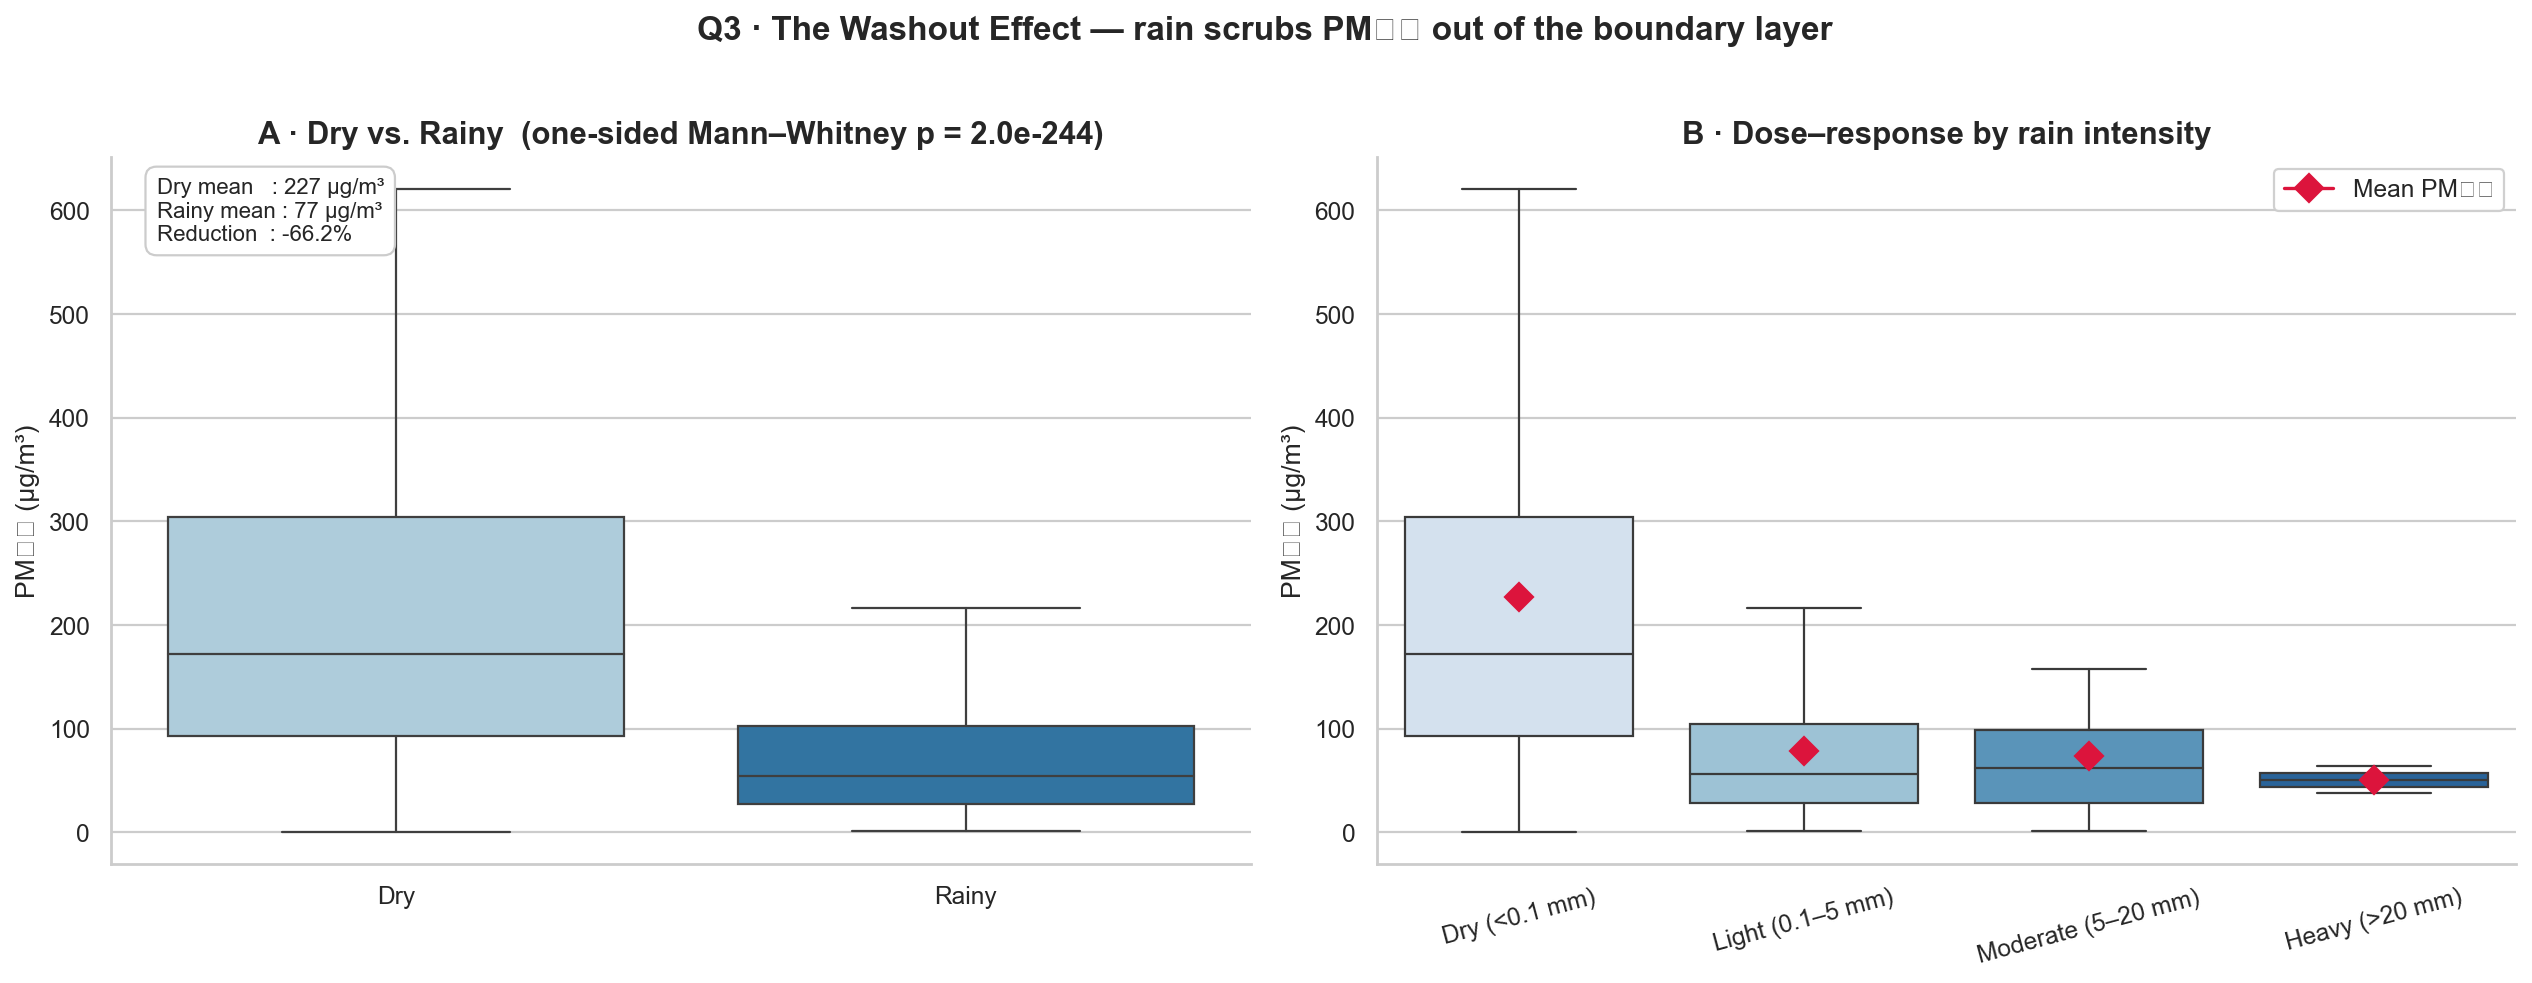 Q3 · The Washout Effect — rain scrubs PM□□ out of the boundary layer
A · Dry vs. Rainy (one-sided Mann–Whitney p = 2.0e-244)
Dry mean : 227 µg/m³
Rainy mean : 77 µg/m³
Reduction : -66.2%
PM□□ (µg/m³)
600
500
400
300
200
100
0
Dry
Rainy
B · Dose–response by rain intensity
Mean PM□□
PM□□ (µg/m³)
600
500
400
300
200
100
0
Dry (<0.1 mm)
Light (0.1–5 mm)
Moderate (5–20 mm)
Heavy (>20 mm)